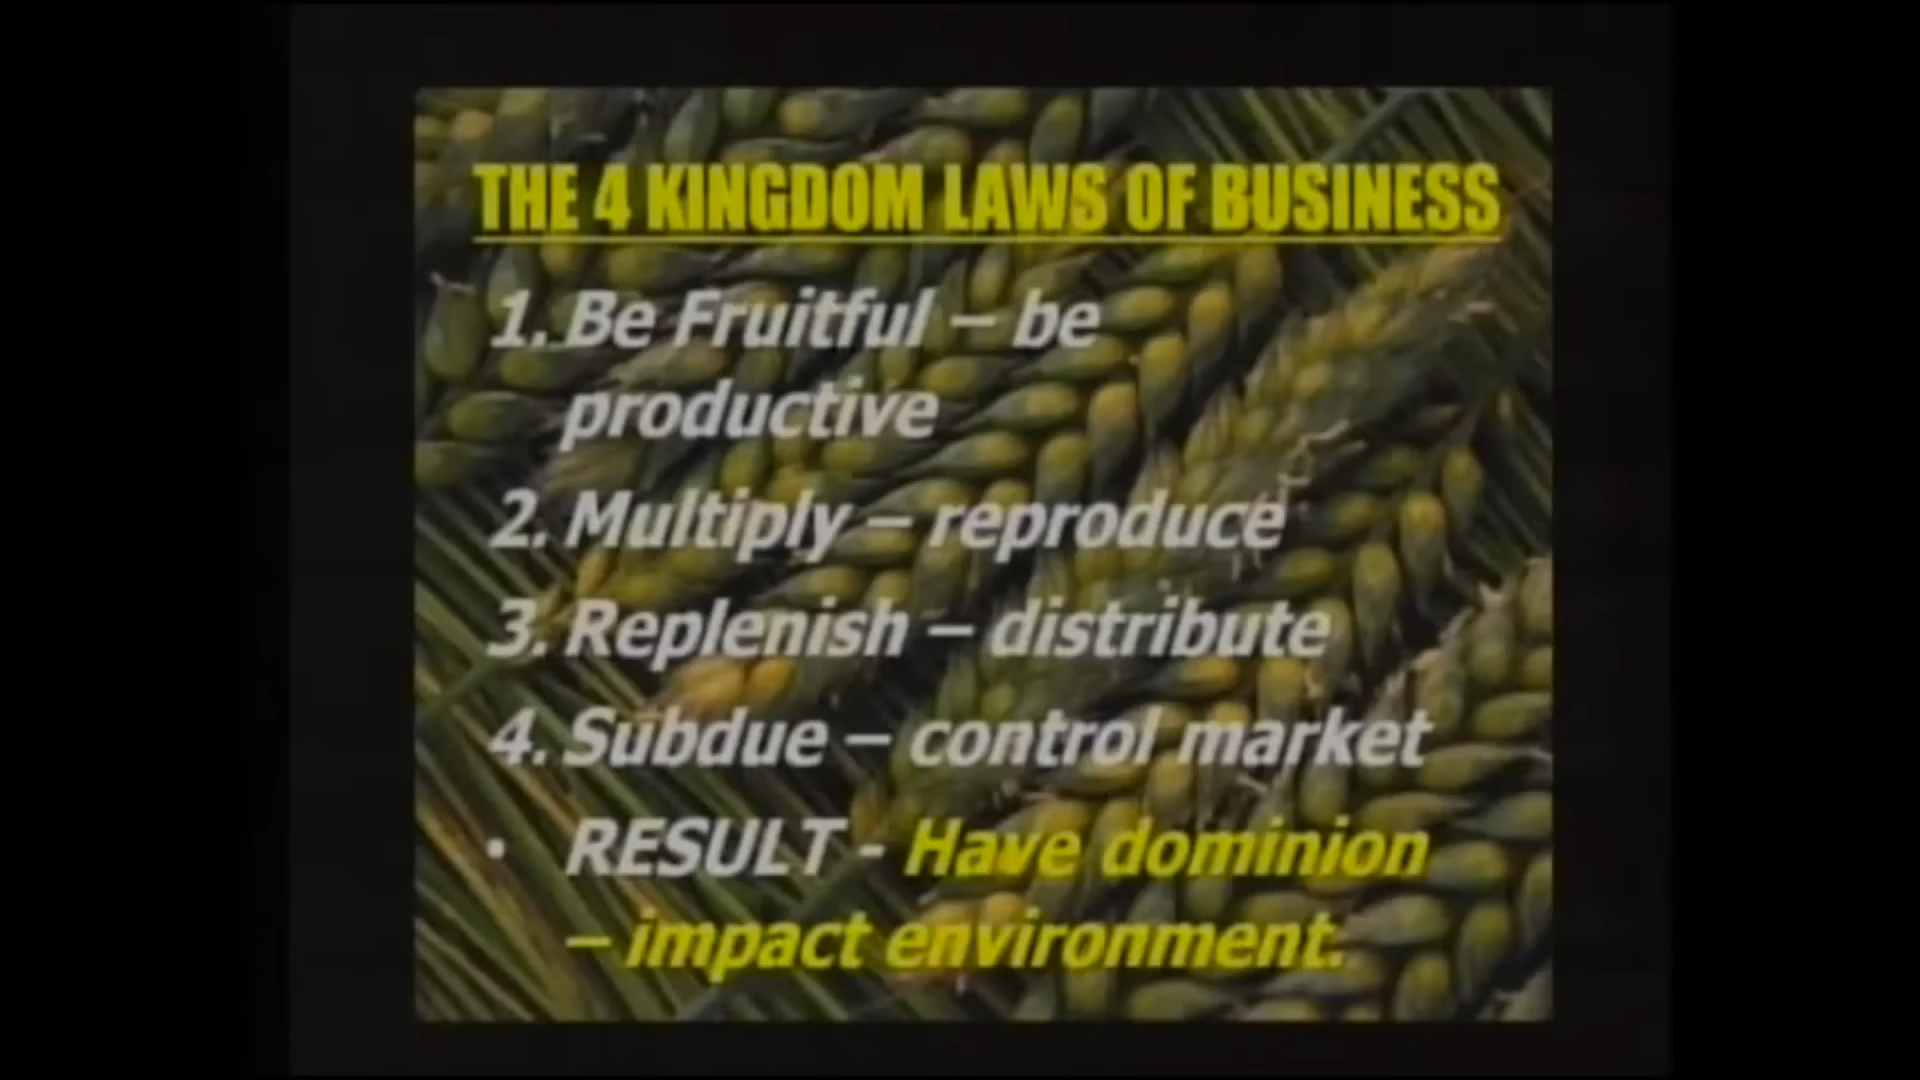 THE 4 KINGDOM LAWS OF BUSINESS
1. Be Fruitful – be
productive
2. Multiply – reproduce
3. Replenish – distribute
4. Subdue – control market
• RESULT - Have dominion
– impact environment.